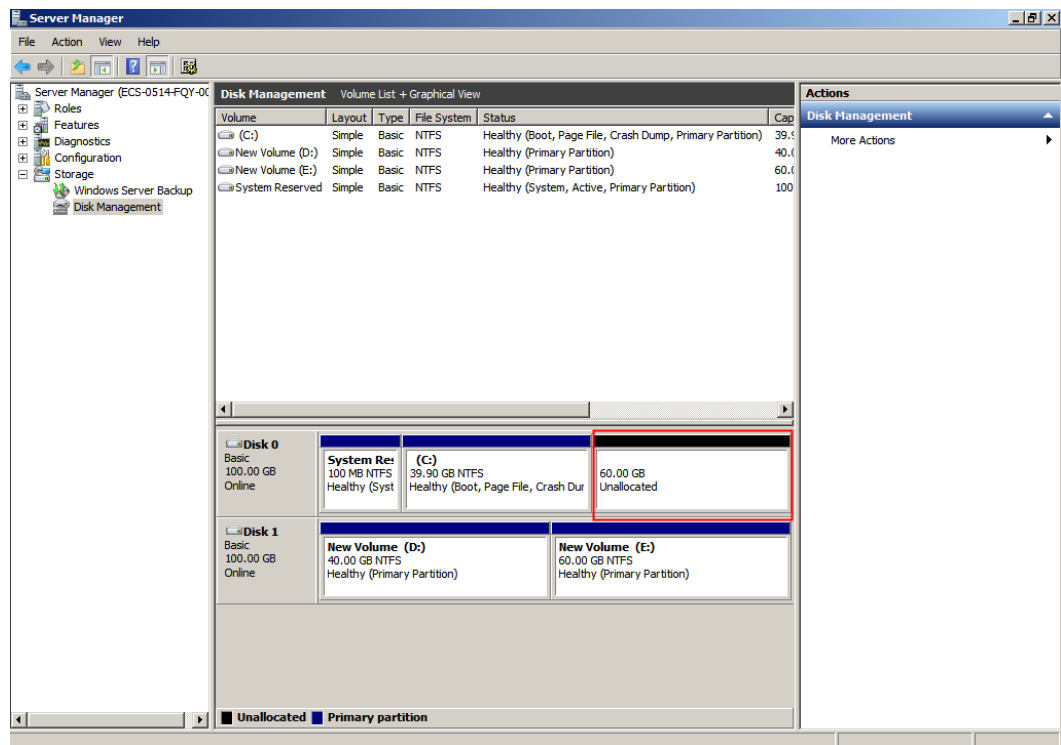 Server Manager
File Action View Help
Server Manager (ECS-0514-FQY-00
Roles
Features
Diagnostics
Configuration
Storage
Windows Server Backup
Disk Management
Disk Management Volume List + Graphical View
Volume Layout Type File System Status Cap
(C:) Simple Basic NTFS Healthy (Boot, Page File, Crash Dump, Primary Partition) 39.9
New Volume (D:) Simple Basic NTFS Healthy (Primary Partition) 40.0
New Volume (E:) Simple Basic NTFS Healthy (Primary Partition) 60.0
System Reserved Simple Basic NTFS Healthy (System, Active, Primary Partition) 100
Disk 0
Basic
100.00 GB
Online
System Res
100 MB NTFS
Healthy (Syst
(C:)
39.90 GB NTFS
Healthy (Boot, Page File, Crash Dur
60.00 GB
Unallocated
Disk 1
Basic
100.00 GB
Online
New Volume (D:)
40.00 GB NTFS
Healthy (Primary Partition)
New Volume (E:)
60.00 GB NTFS
Healthy (Primary Partition)
Unallocated Primary partition
Actions
Disk Management
More Actions